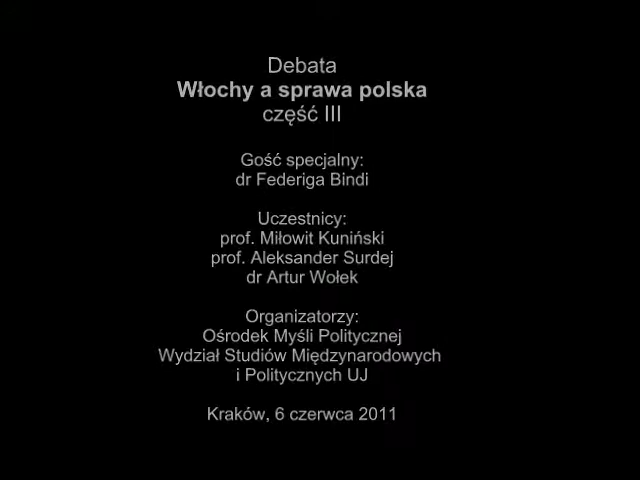 Debata
Włochy a sprawa polska
część III
Gość specjalny:
dr Federiga Bindi
Uczestnicy:
prof. Miłowit Kuniński
prof. Aleksander Surdej
dr Artur Wołek
Organizatorzy:
Ośrodek Myśli Politycznej
Wydział Studiów Międzynarodowych
i Politycznych UJ
Kraków, 6 czerwca 2011